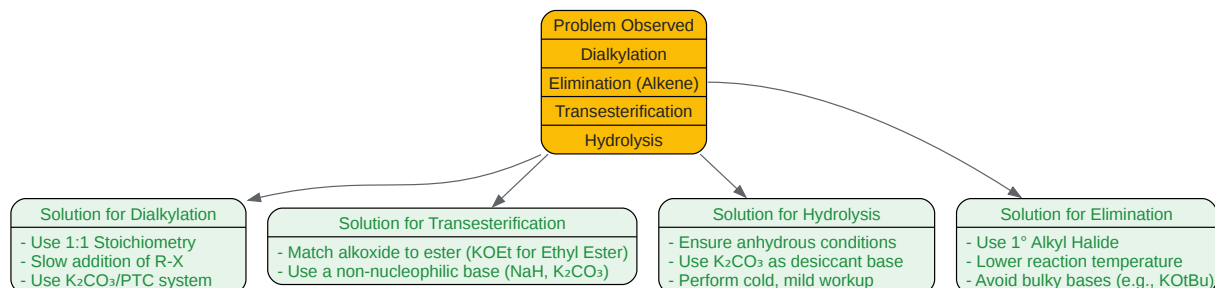 Problem Observed
Dialkylation
Elimination (Alkene)
Transesterification
Hydrolysis
Solution for Dialkylation
- Use 1:1 Stoichiometry
- Slow addition of R-X
- Use K₂CO₃/PTC system
Solution for Transesterification
- Match alkoxide to ester (KOEt for Ethyl Ester)
- Use a non-nucleophilic base (NaH, K₂CO₃)
Solution for Hydrolysis
- Ensure anhydrous conditions
- Use K₂CO₃ as desiccant base
- Perform cold, mild workup
Solution for Elimination
- Use 1° Alkyl Halide
- Lower reaction temperature
- Avoid bulky bases (e.g., KOtBu)